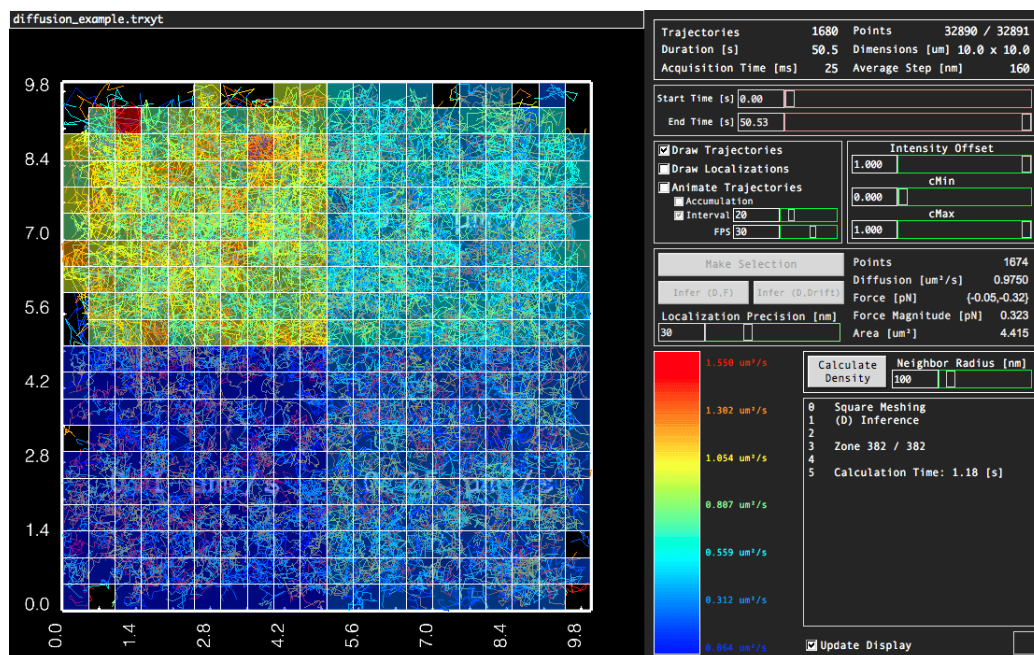 diffusion_example.trxyt
Trajectories 1680 Points 32890 / 32891
Duration [s] 50.5 Dimensions [um] 10.0 x 10.0
Acquisition Time [ms] 25 Average Step [nm] 160
Start Time [s] 0.00
End Time [s] 50.53
Draw Trajectories
Draw Localizations
Animate Trajectories
Accumulation
Interval 20
FPS 30
Intensity Offset
1.000
cMin
0.000
cMax
1.000
Make Selection
Infer (D,F) Infer (D,Drift)
Localization Precision [nm]
30
Points 1674
Diffusion [um²/s] 0.9750
Force [pN] {-0.05,-0.32}
Force Magnitude [pN] 0.323
Area [um²] 4.415
1.550 um²/s
1.302 um²/s
1.054 um²/s
0.807 um²/s
0.559 um²/s
0.312 um²/s
0.064 um²/s
Calculate Density
Neighbor Radius [nm]
100
0 Square Meshing
1 (D) Inference
2
3 Zone 382 / 382
4
5 Calculation Time: 1.18 [s]
Update Display
9.8
8.4
7.0
5.6
4.2
2.8
1.4
0.0
0.0 1.4 2.8 4.2 5.6 7.0 8.4 9.8